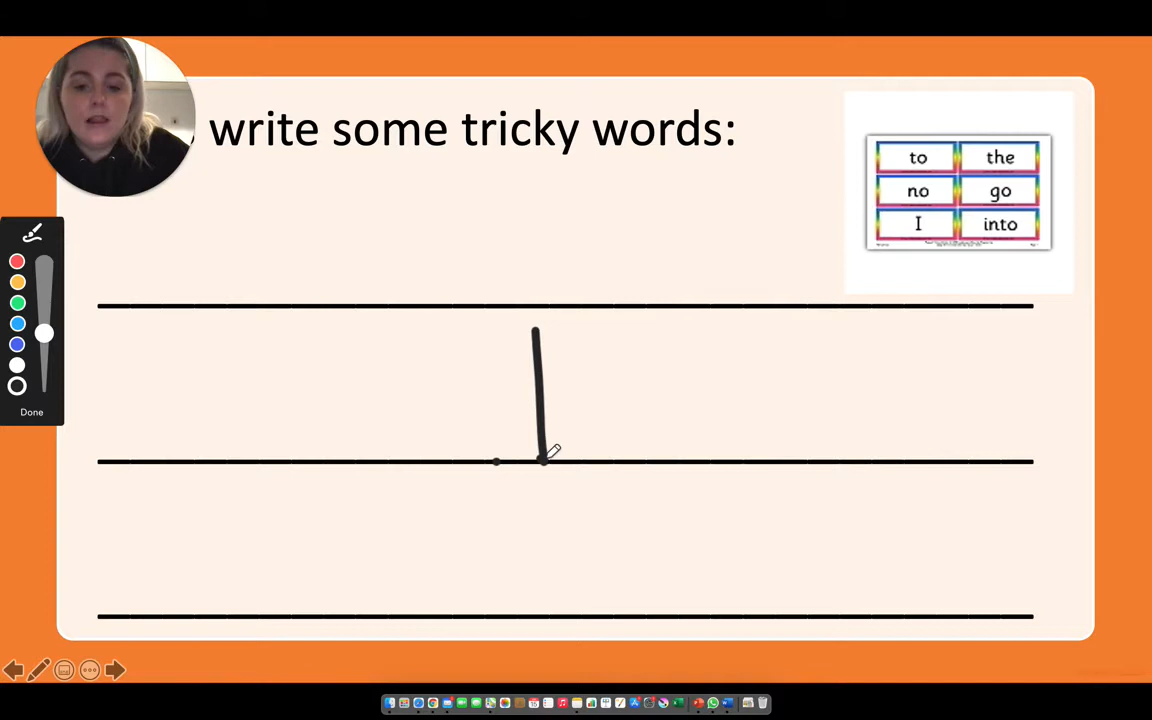 write some tricky words:
to the
no go
I into
I
Done